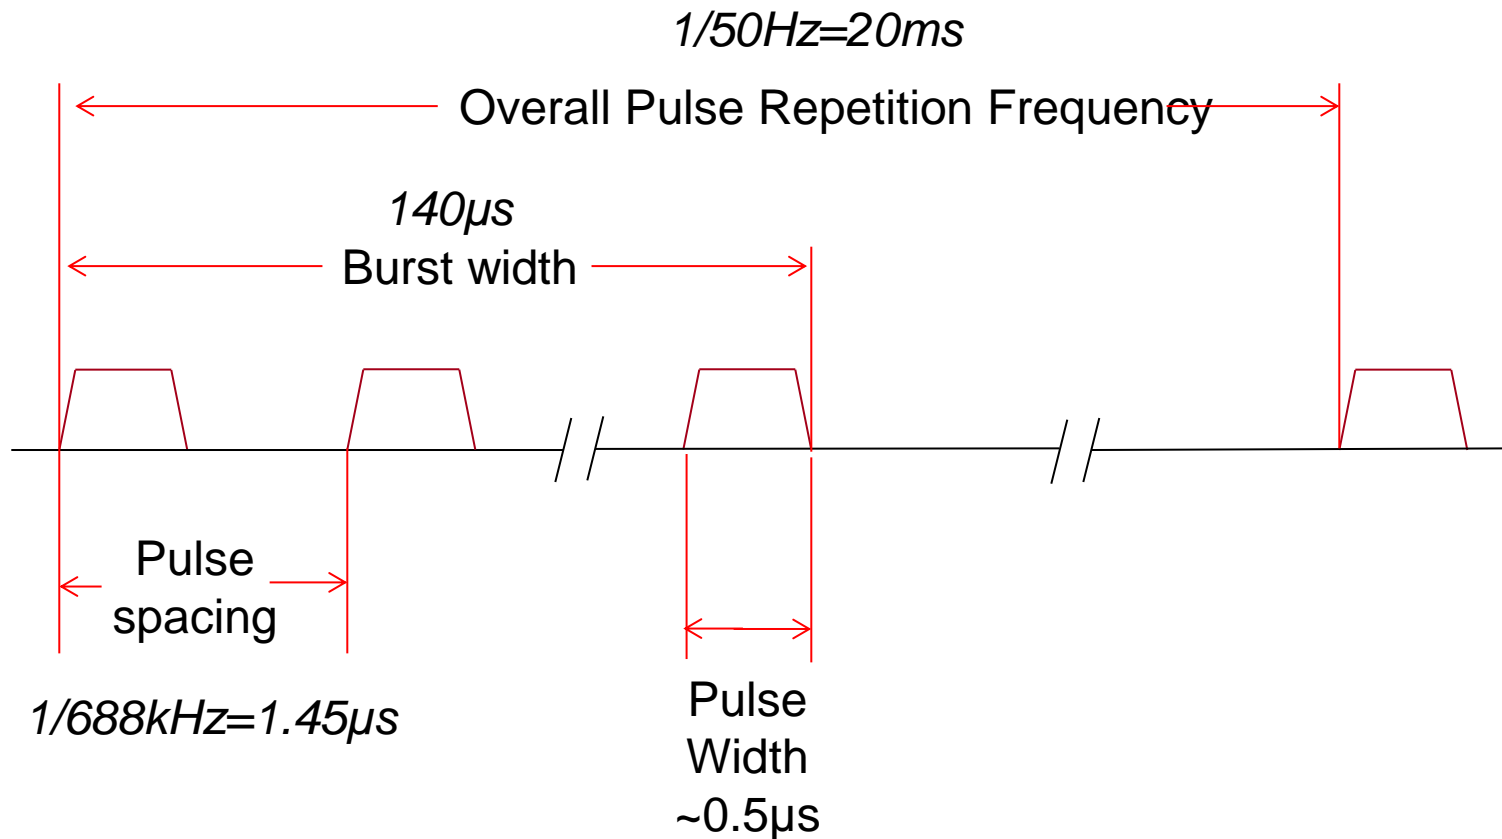 1/50Hz=20ms
Overall Pulse Repetition Frequency
140µs
Burst width
Pulse
spacing
1/688kHz=1.45µs
Pulse
Width
~0.5µs